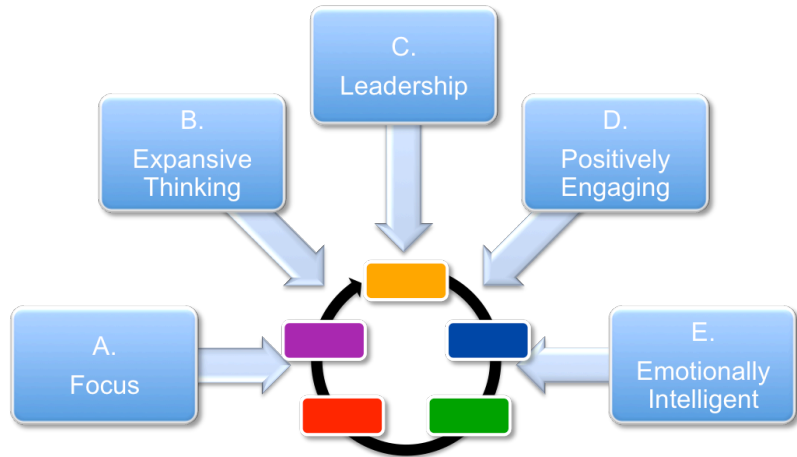 A.
Focus
B.
Expansive
Thinking
C.
Leadership
D.
Positively
Engaging
E.
Emotionally
Intelligent